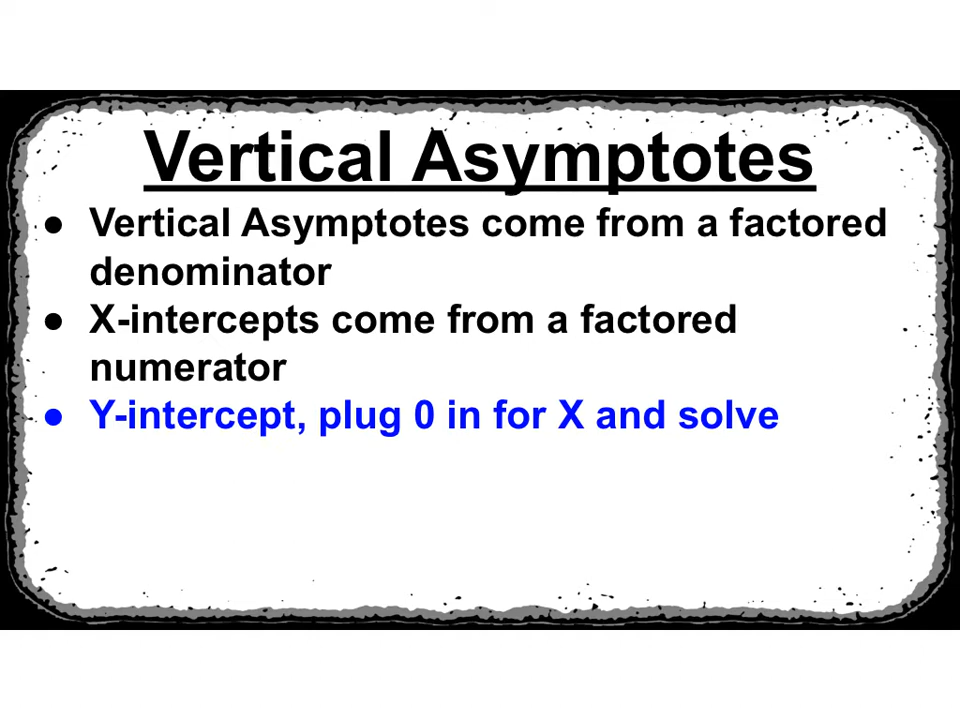 Vertical Asymptotes
● Vertical Asymptotes come from a factored
denominator
● X-intercepts come from a factored
numerator
● Y-intercept, plug 0 in for X and solve